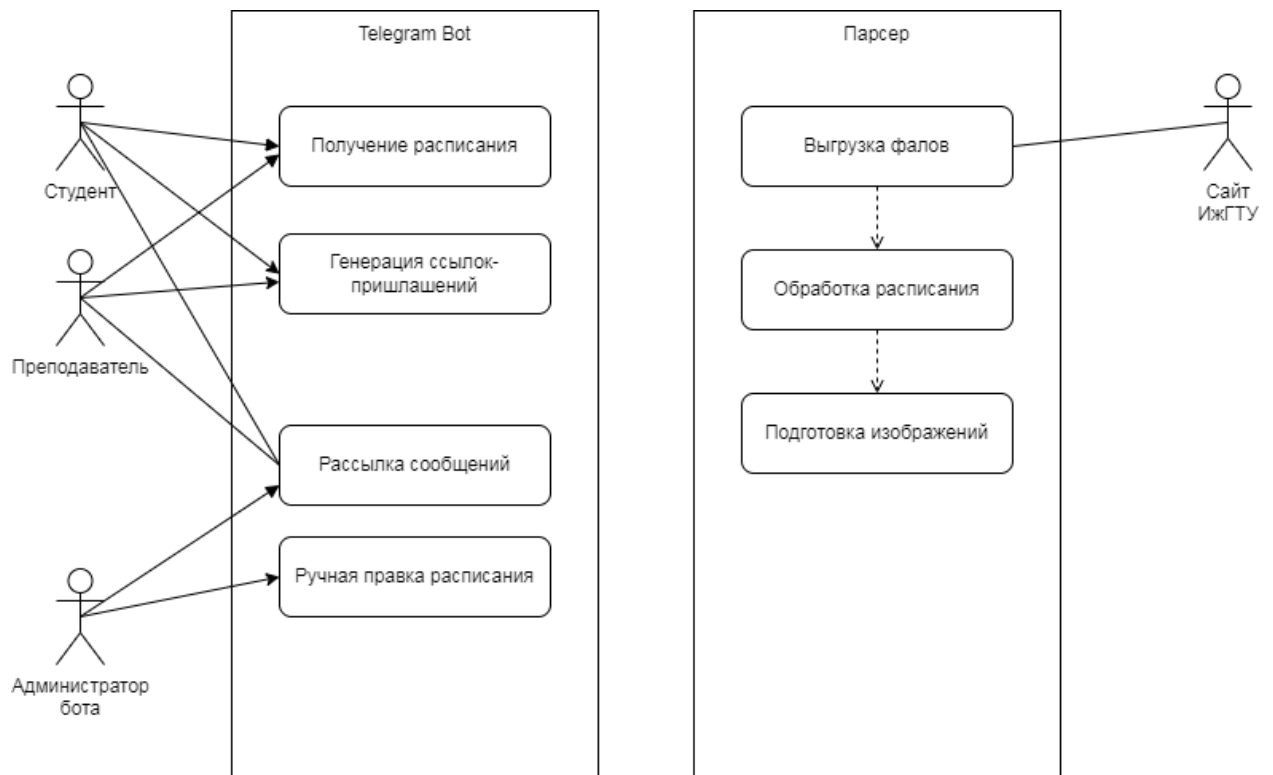 Telegram Bot
Парсер
Студент
Преподаватель
Администратор
бота
Получение расписания
Генерация ссылок-
пришлашений
Рассылка сообщений
Ручная правка расписания
Выгрузка фалов
Обработка расписания
Подготовка изображений
Сайт
ИжГТУ